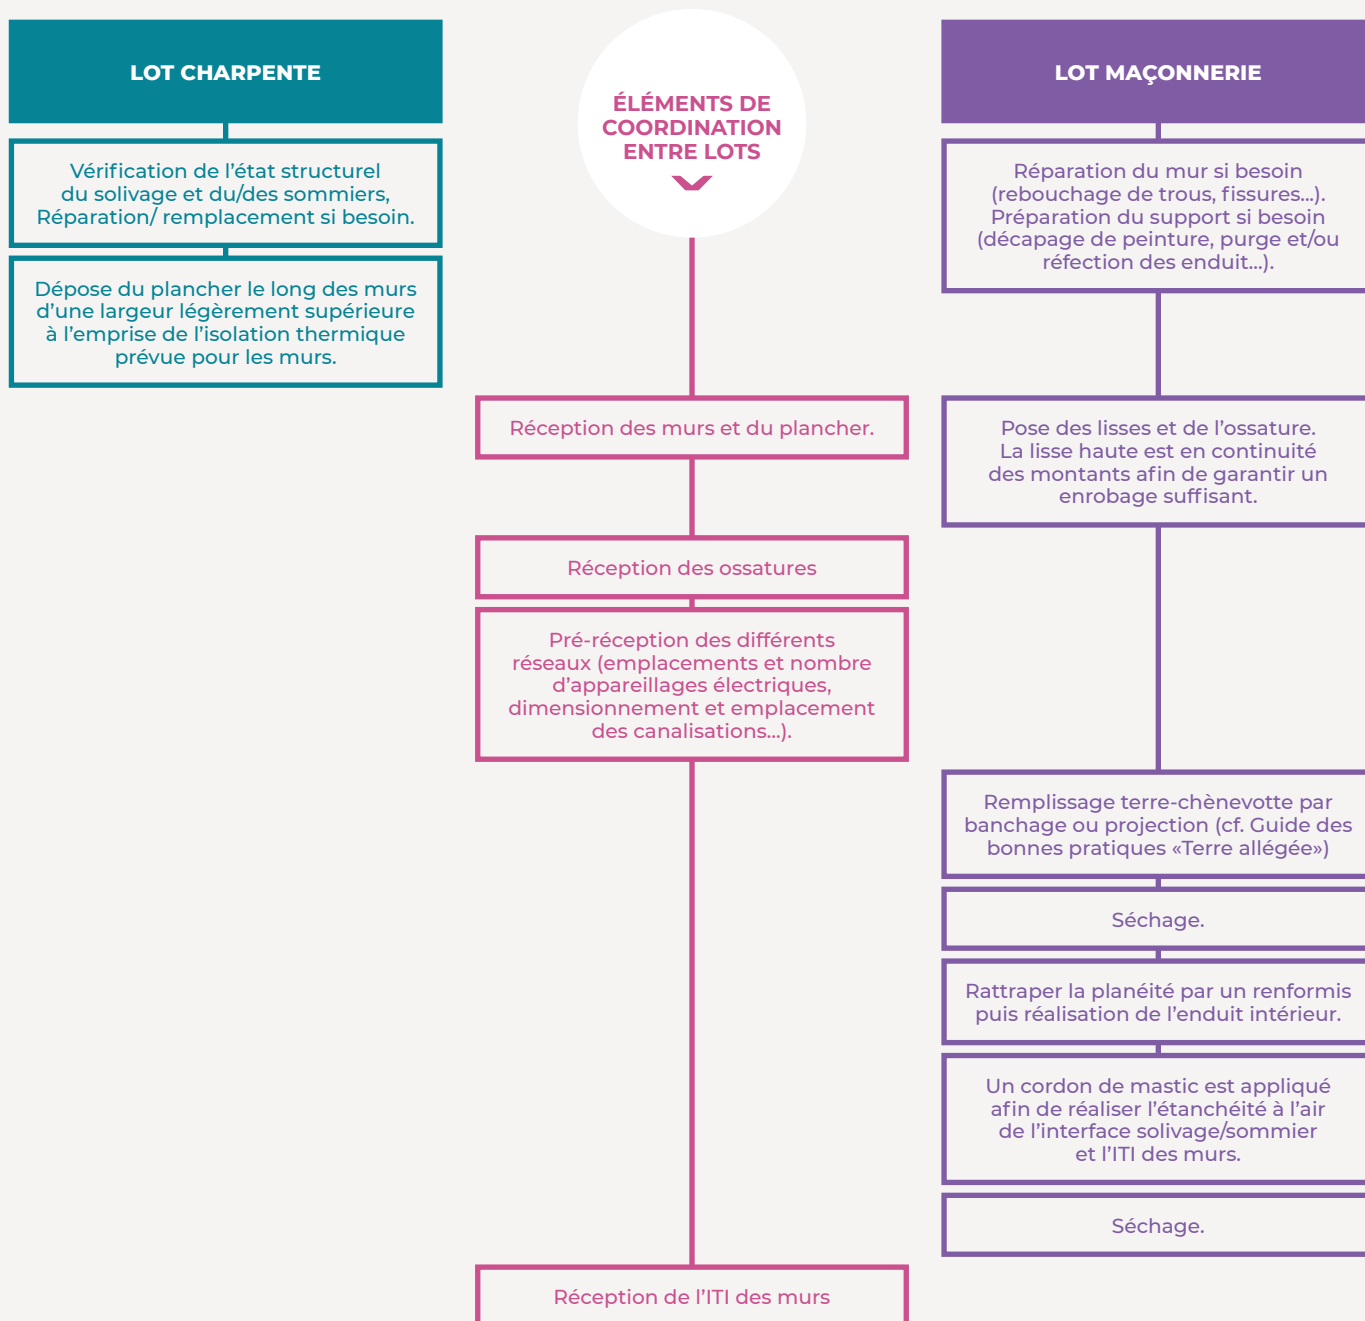 LOT CHARPENTE
Vérification de l’état structurel
du solivage et du/des sommiers,
Réparation/ remplacement si besoin.
Dépose du plancher le long des murs
d’une largeur légèrement supérieure
à l’emprise de l’isolation thermique
prévue pour les murs.
ÉLÉMENTS DE
COORDINATION
ENTRE LOTS
Réception des murs et du plancher.
Réception des ossatures
Pré-réception des différents
réseaux (emplacements et nombre
d’appareillages électriques,
dimensionnement et emplacement
des canalisations...).
Réception de l’ITI des murs
LOT MAÇONNERIE
Réparation du mur si besoin
(rebouchage de trous, fissures...).
Préparation du support si besoin
(décapage de peinture, purge et/ou
réfection des enduit...).
Pose des lisses et de l’ossature.
La lisse haute est en continuité
des montants afin de garantir un
enrobage suffisant.
Remplissage terre-chènevotte par
banchage ou projection (cf. Guide des
bonnes pratiques «Terre allégée»)
Séchage.
Rattraper la planéité par un renformis
puis réalisation de l’enduit intérieur.
Un cordon de mastic est appliqué
afin de réaliser l’étanchéité à l’air
de l’interface solivage/sommier
et l’ITI des murs.
Séchage.